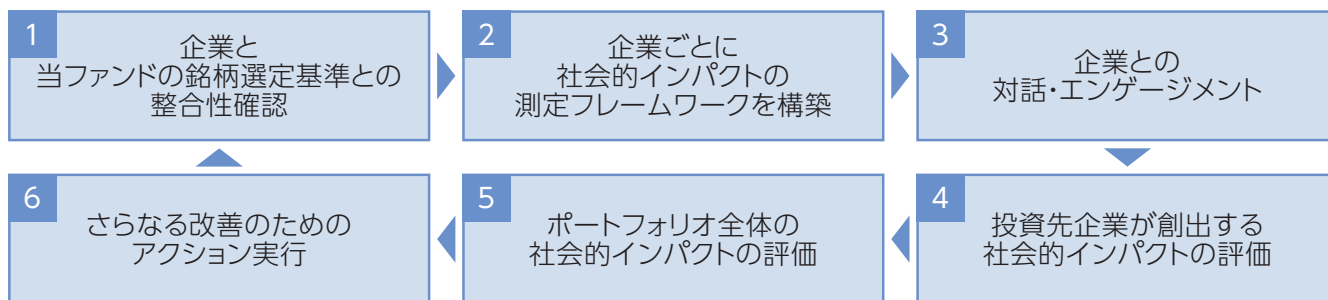 1
企業と
当ファンドの銘柄選定基準との
整合性確認
2
企業ごとに
社会的インパクトの
測定フレームワークを構築
3
企業との
対話・エンゲージメント
4
投資先企業が創出する
社会的インパクトの評価
5
ポートフォリオ全体の
社会的インパクトの評価
6
さらなる改善のための
アクション実行